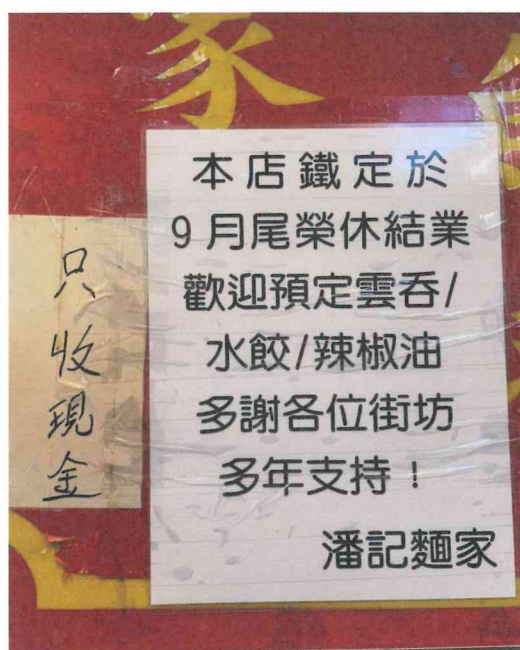 家
本店鐵定於
9月尾榮休結業
歡迎預定雲吞/
水餃/辣椒油
多謝各位街坊
多年支持！
潘記麵家
只收現金